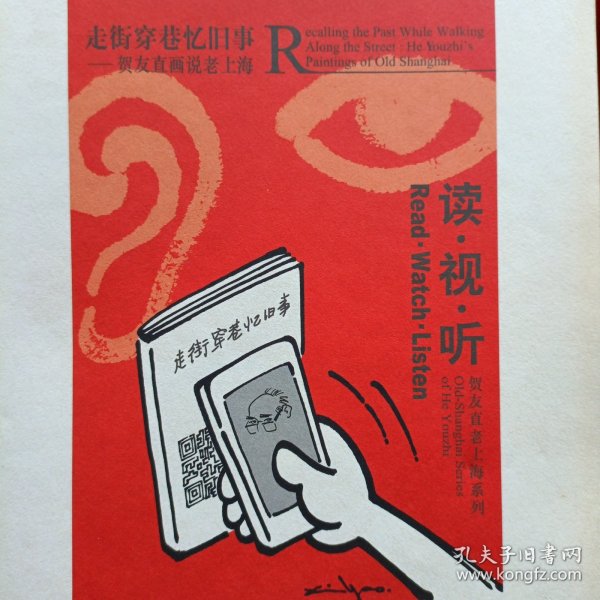 走街穿巷忆旧事
——贺友直画说老上海
Recalling the Past While Walking
Along the Street · He Youzhi's
Paintings of Old Shanghai
读·视·听
Read·Watch·Listen
贺友直老上海系列
Old-Shanghai Series
of He Youzhi
走街穿巷忆旧事
孔夫子旧书网
www.kongfz.com